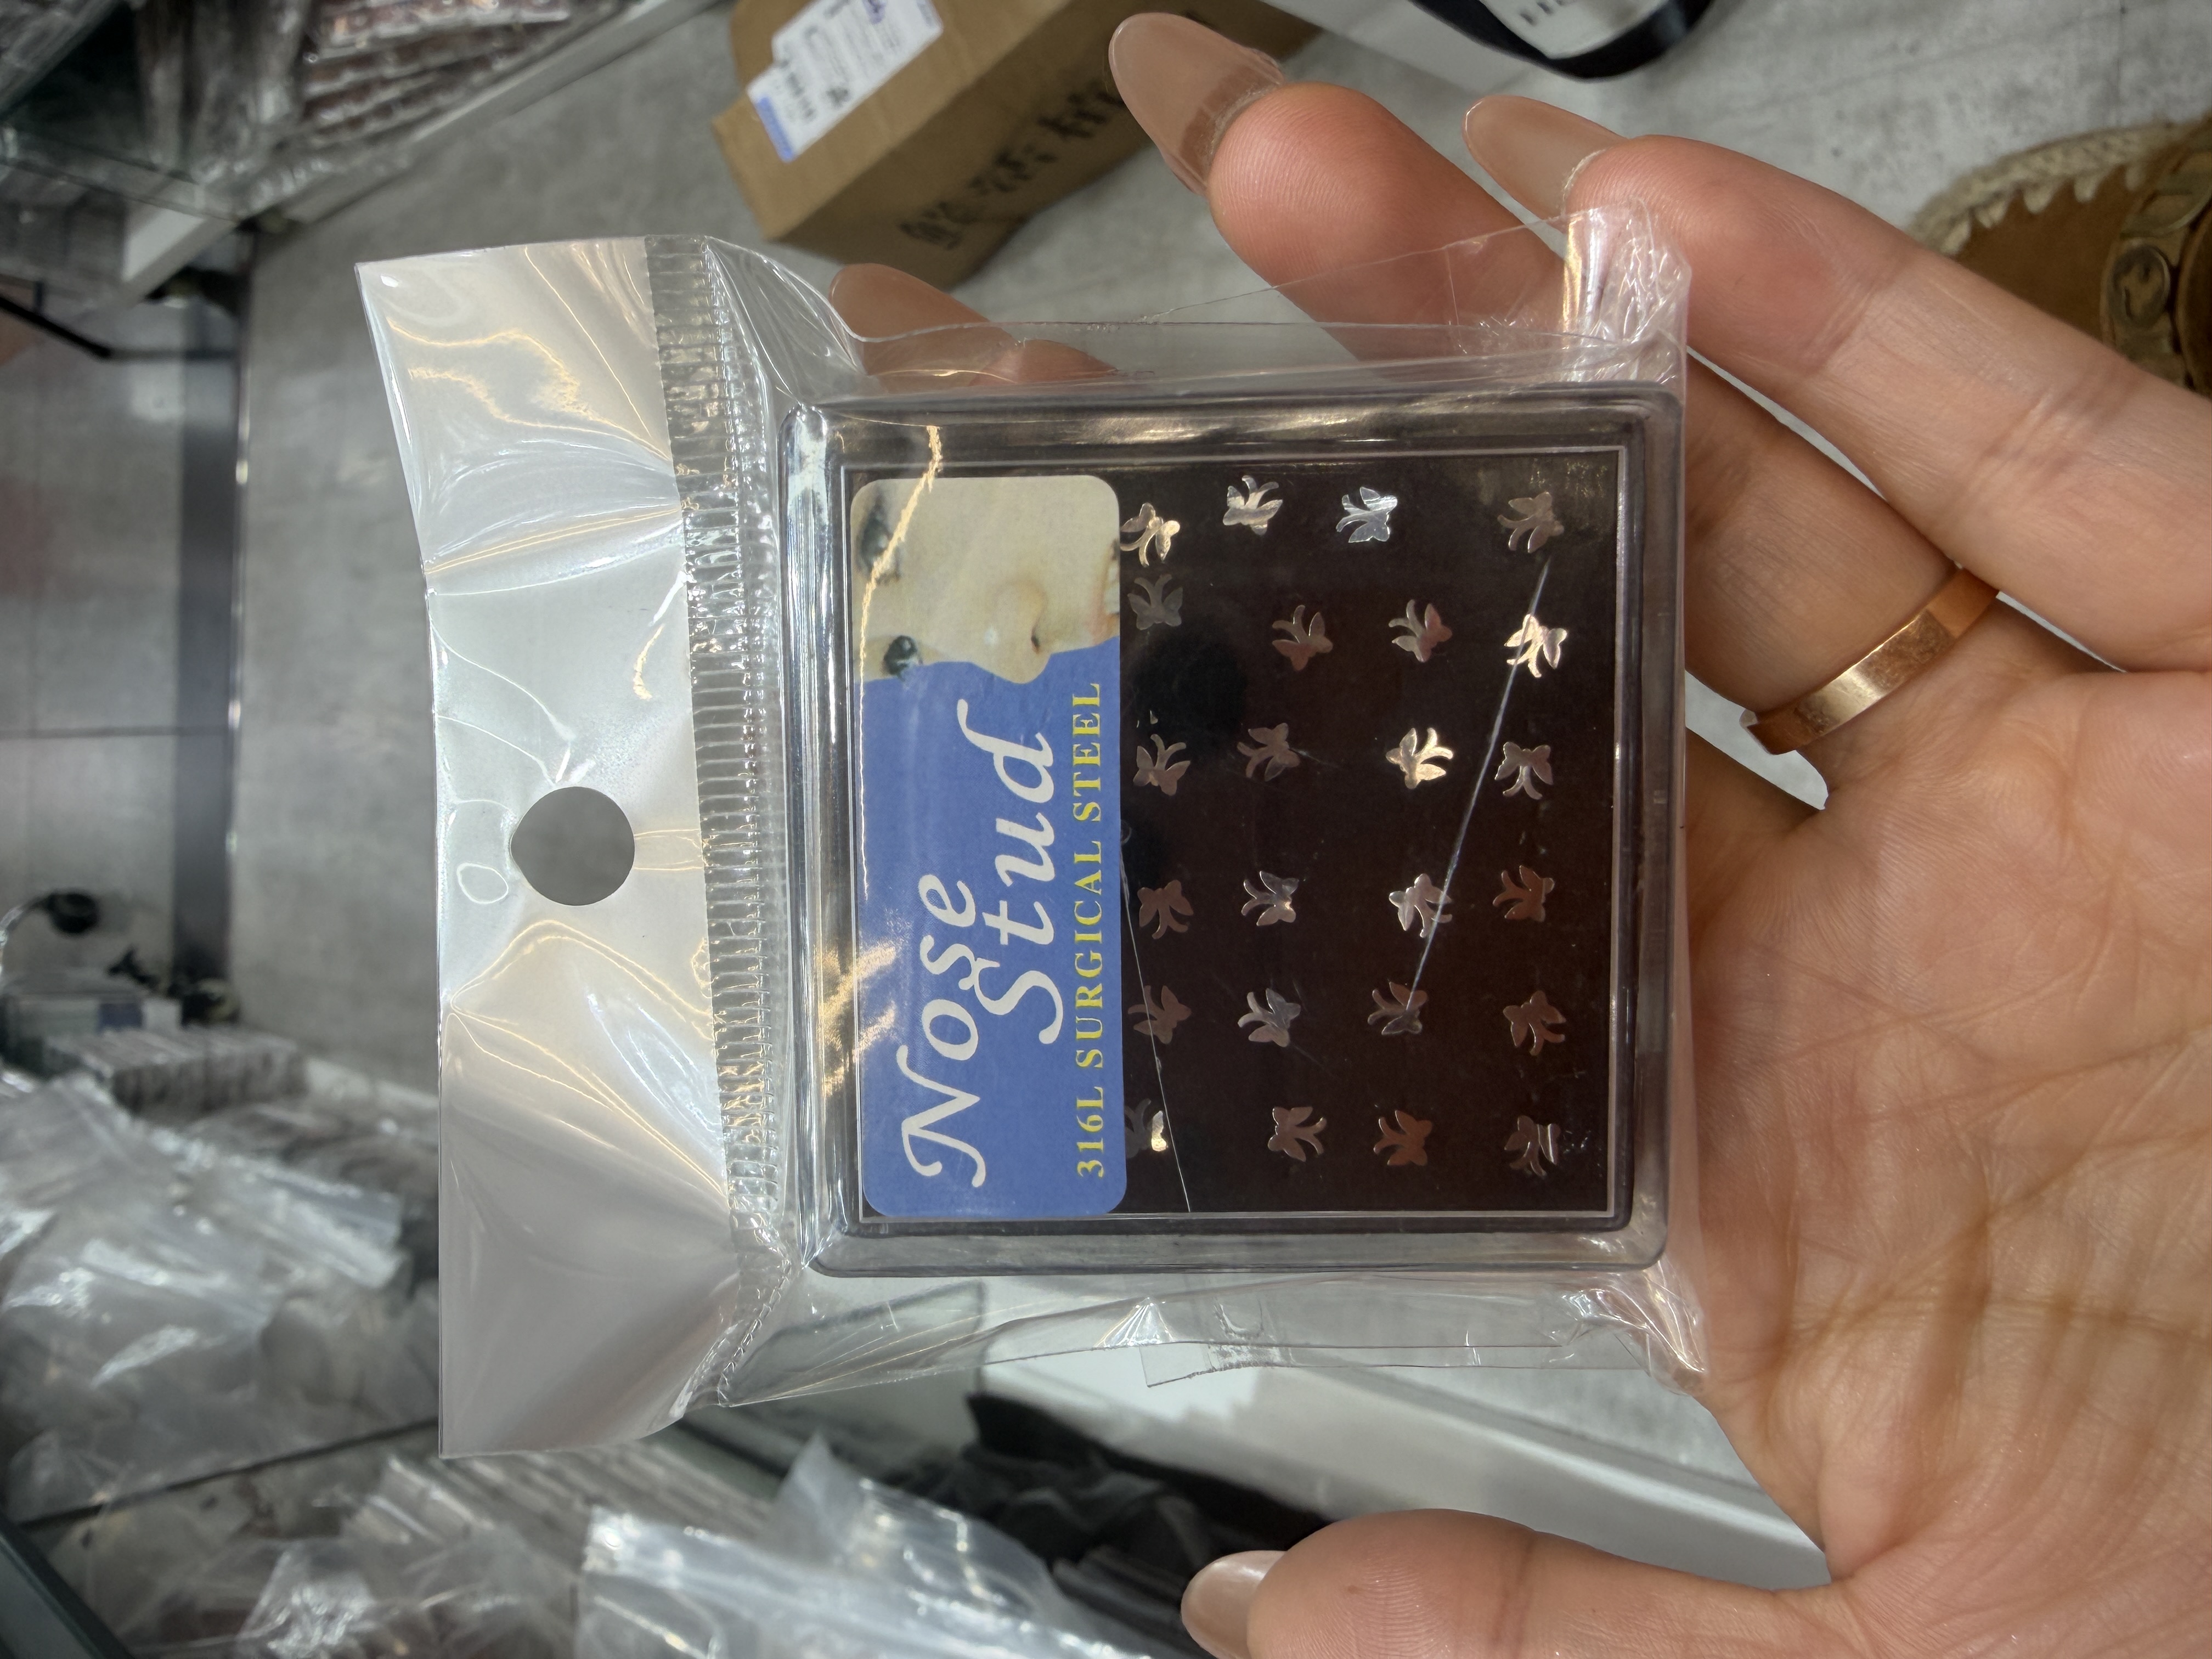 Nose
Stud
316L SURGICAL STEEL